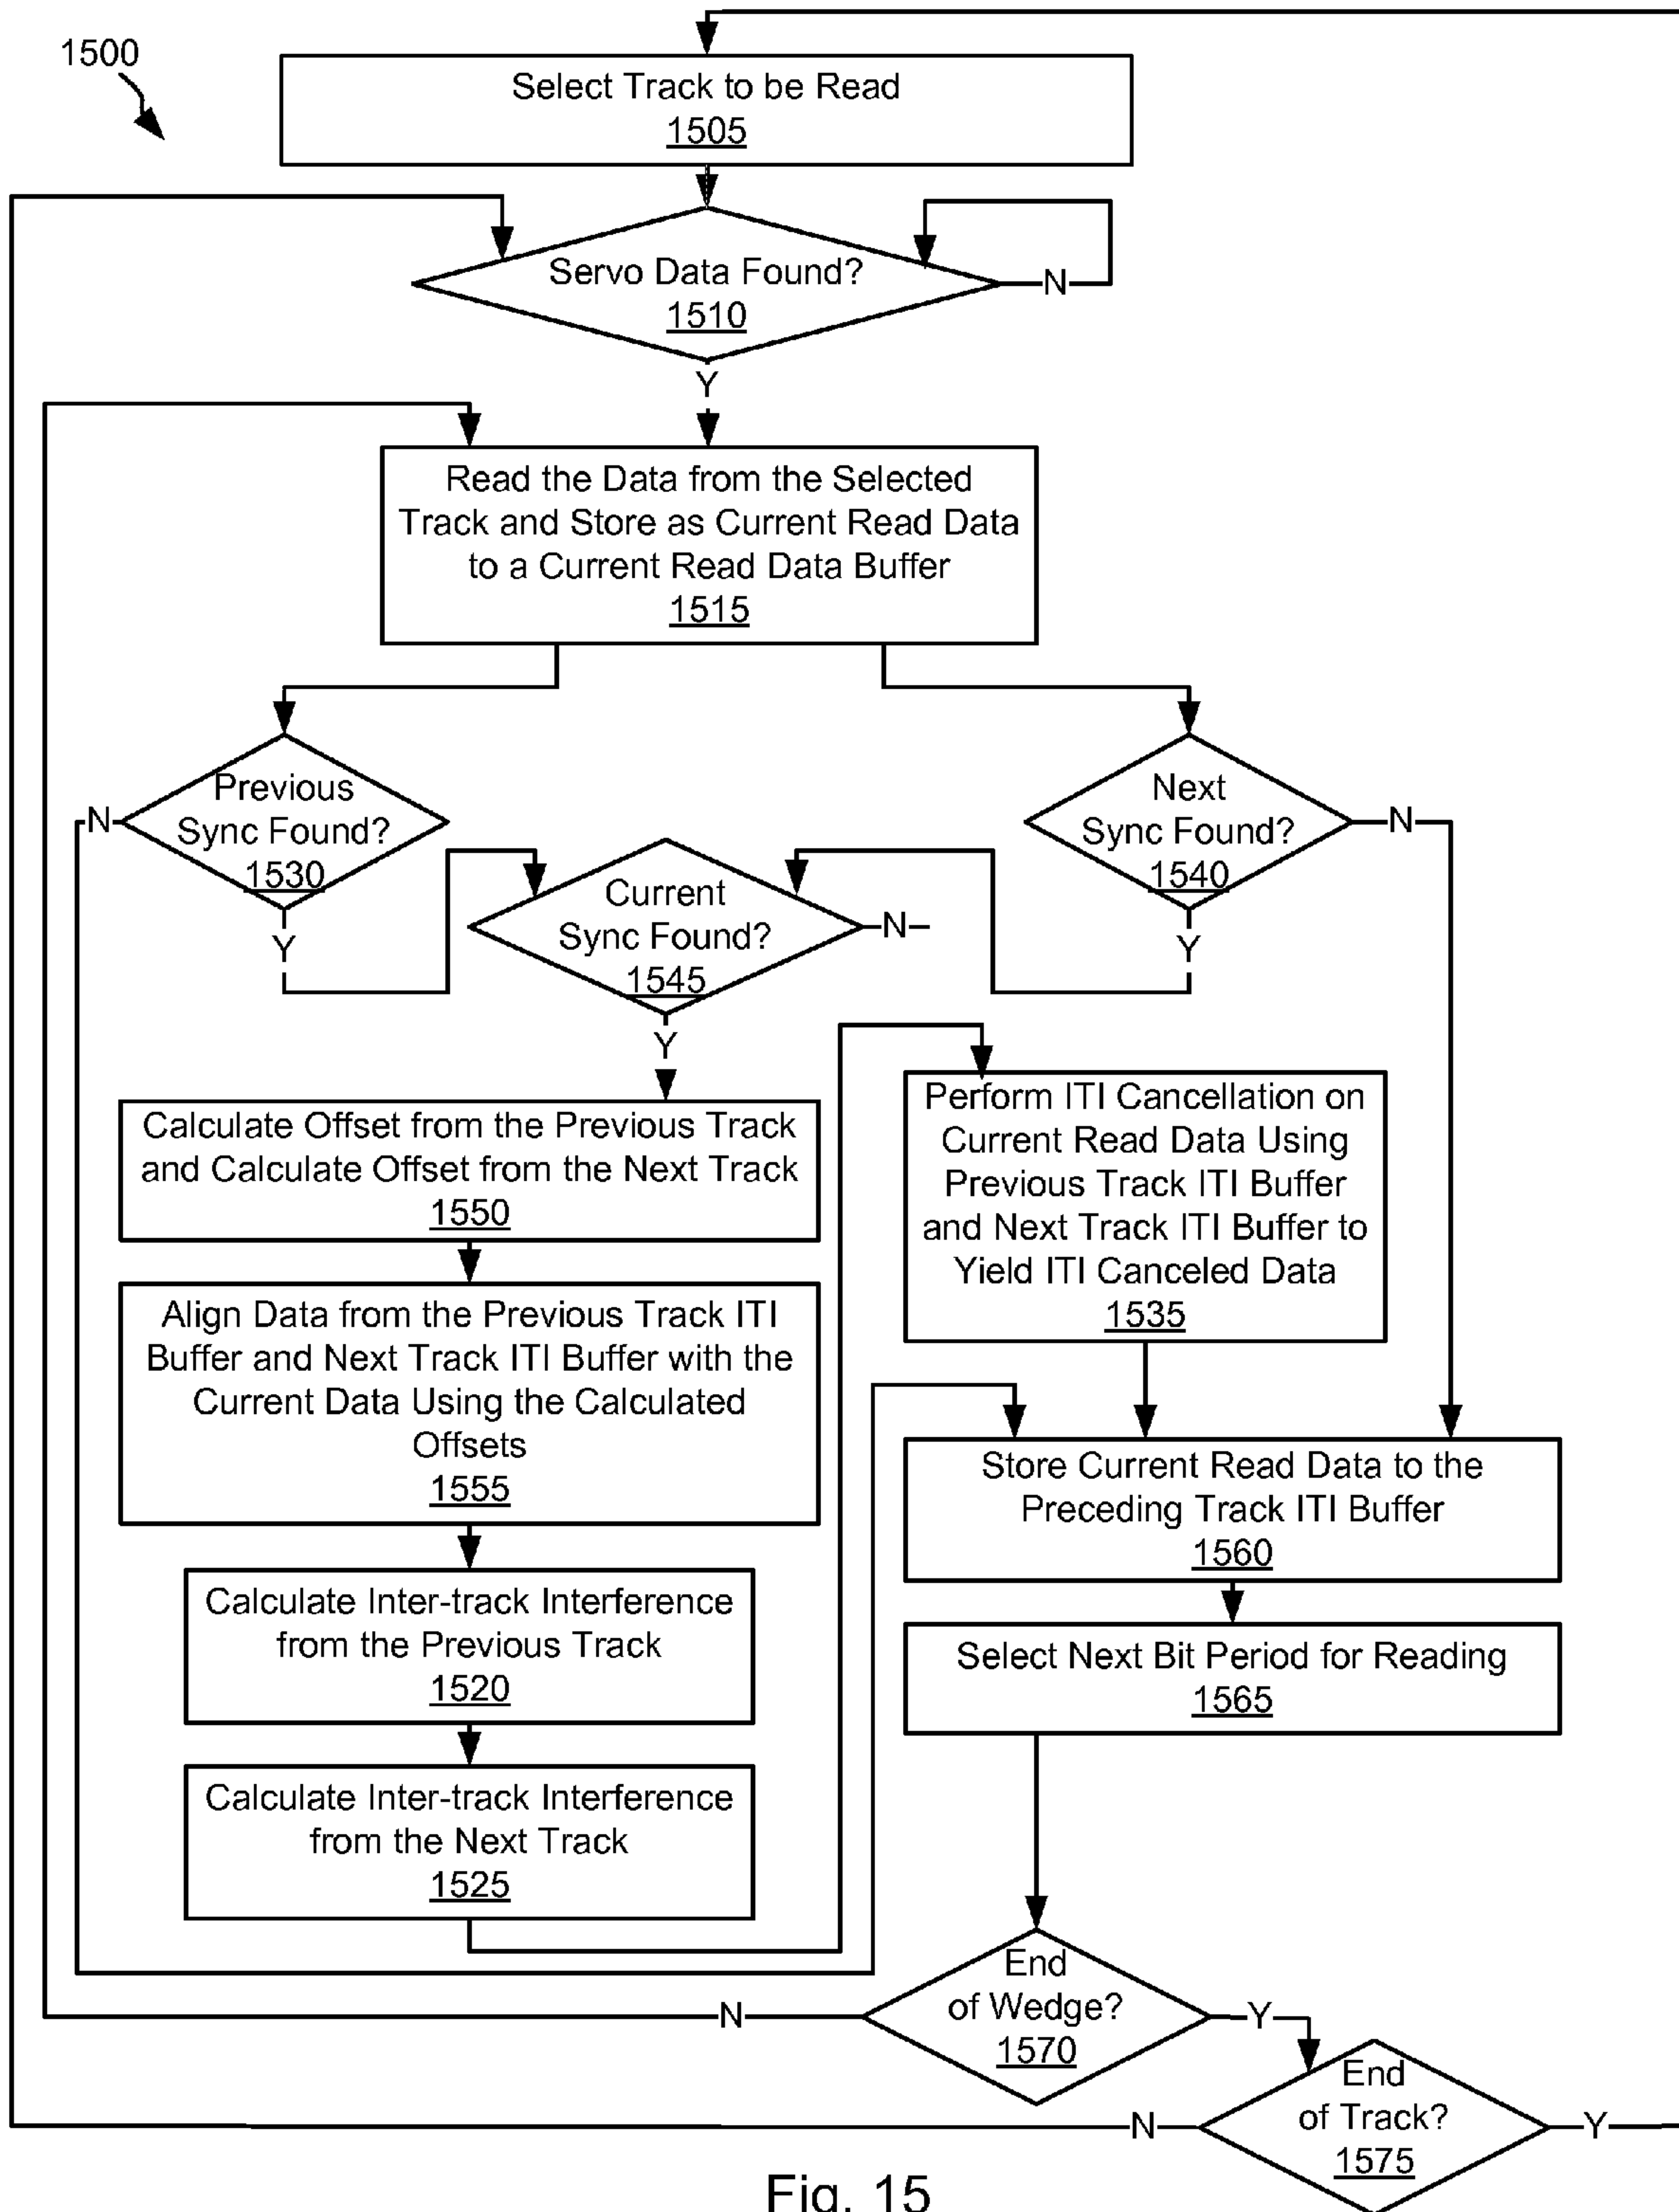 1500
Select Track to be Read
1505
Servo Data Found?
N
1510
Y
Read the Data from the Selected
Track and Store as Current Read Data
to a Current Read Data Buffer
1515
Previous
Sync Found?
1530
N
Y
Next
Sync Found?
1540
N
Y
Current
Sync Found?
1545
N
Y
Calculate Offset from the Previous Track
and Calculate Offset from the Next Track
1550
Align Data from the Previous Track ITI
Buffer and Next Track ITI Buffer with the
Current Data Using the Calculated
Offsets
1555
Calculate Inter-track Interference
from the Previous Track
1520
Calculate Inter-track Interference
from the Next Track
1525
Perform ITI Cancellation on
Current Read Data Using
Previous Track ITI Buffer
and Next Track ITI Buffer to
Yield ITI Canceled Data
1535
Store Current Read Data to the
Preceding Track ITI Buffer
1560
Select Next Bit Period for Reading
1565
End
of Wedge?
1570
N
Y
End
of Track?
1575
N
Y
Fig. 15